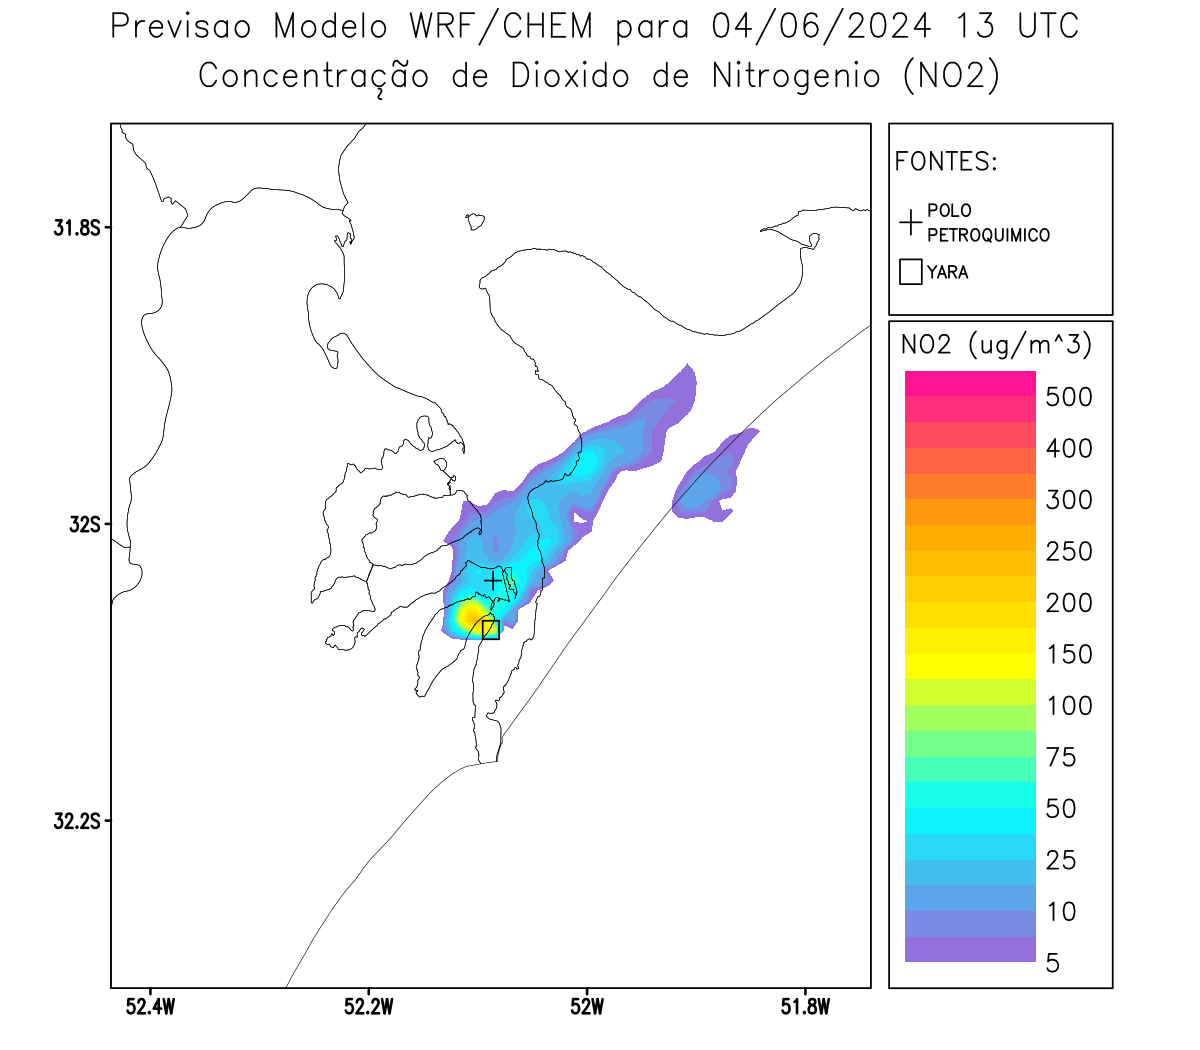 Previsao Modelo WRF/CHEM para 04/06/2024 13 UTC
Concentração de Dioxido de Nitrogenio (NO2)
FONTES:
POLO
PETROQUIMICO
YARA
NO2 (ug/m^3)
500
400
300
250
200
150
100
75
50
25
10
5
31.8S
32S
32.2S
52.4W
52.2W
52W
51.8W